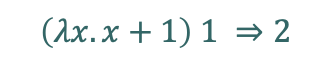 (λx. x + 1) 1 ⇒ 2